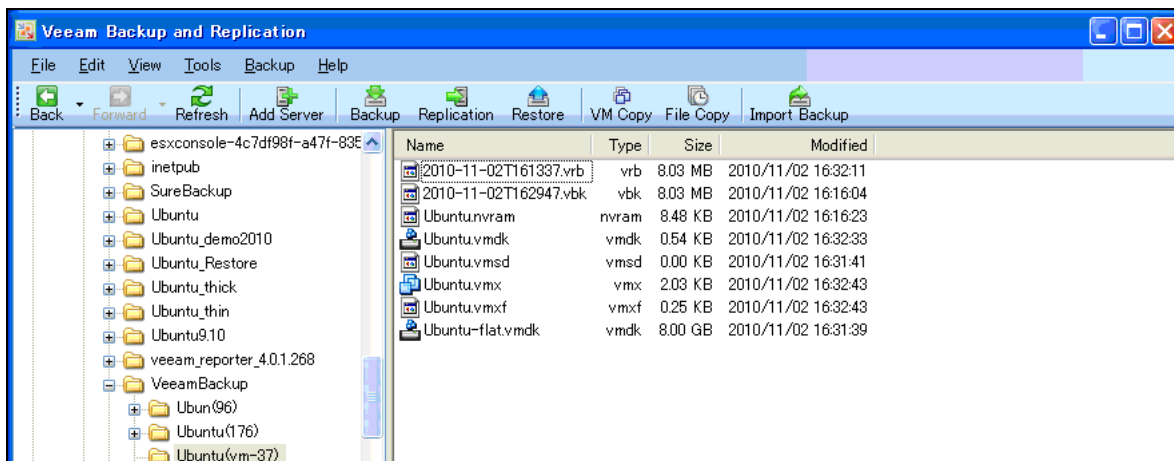 Veeam Backup and Replication
File Edit View Tools Backup Help
Back Forward Refresh Add Server Backup Replication Restore VM Copy File Copy Import Backup
esxconsole-4c7df98f-a47f-835
inetpub
SureBackup
Ubuntu
Ubuntu_demo2010
Ubuntu_Restore
Ubuntu_thick
Ubuntu_thin
Ubuntu9.10
veeam_reporter_4.0.1.268
VeeamBackup
Ubun(96)
Ubuntu(176)
Ubuntu(vm-37)
Name Type Size Modified
2010-11-02T161337.vrb vrb 8.03 MB 2010/11/02 16:32:11
2010-11-02T162947.vbk vbk 8.03 MB 2010/11/02 16:16:04
Ubuntu.nvram nvram 8.48 KB 2010/11/02 16:16:23
Ubuntu.vmdk vmdk 0.54 KB 2010/11/02 16:32:33
Ubuntu.vmsd vmsd 0.00 KB 2010/11/02 16:31:41
Ubuntu.vmx vmx 2.03 KB 2010/11/02 16:32:43
Ubuntu.vmxf vmxf 0.25 KB 2010/11/02 16:32:43
Ubuntu-flat.vmdk vmdk 8.00 GB 2010/11/02 16:31:39